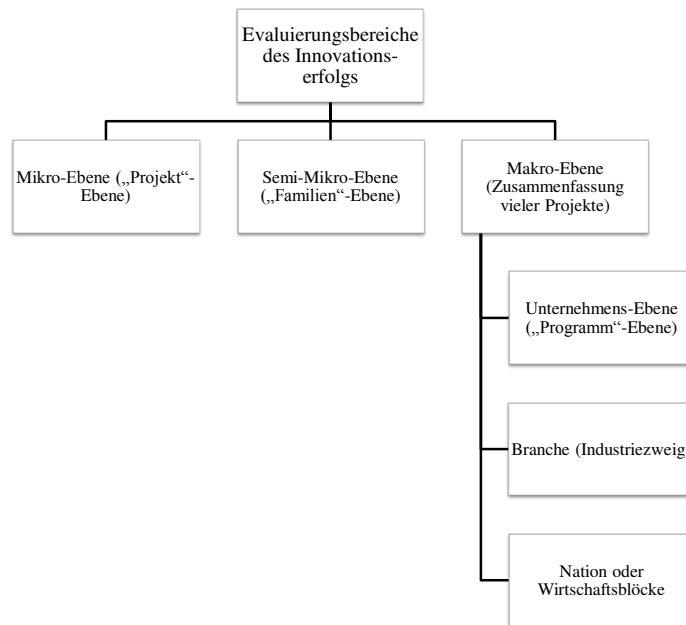 Evaluierungsbereiche
des Innovations-
erfolgs
Mikro-Ebene („Projekt“-
Ebene)
Semi-Mikro-Ebene
(„Familien“-Ebene)
Makro-Ebene
(Zusammenfassung
vieler Projekte)
Unternehmens-Ebene
(„Programm“-Ebene)
Branche (Industriezweig
Nation oder
Wirtschaftsblöcke